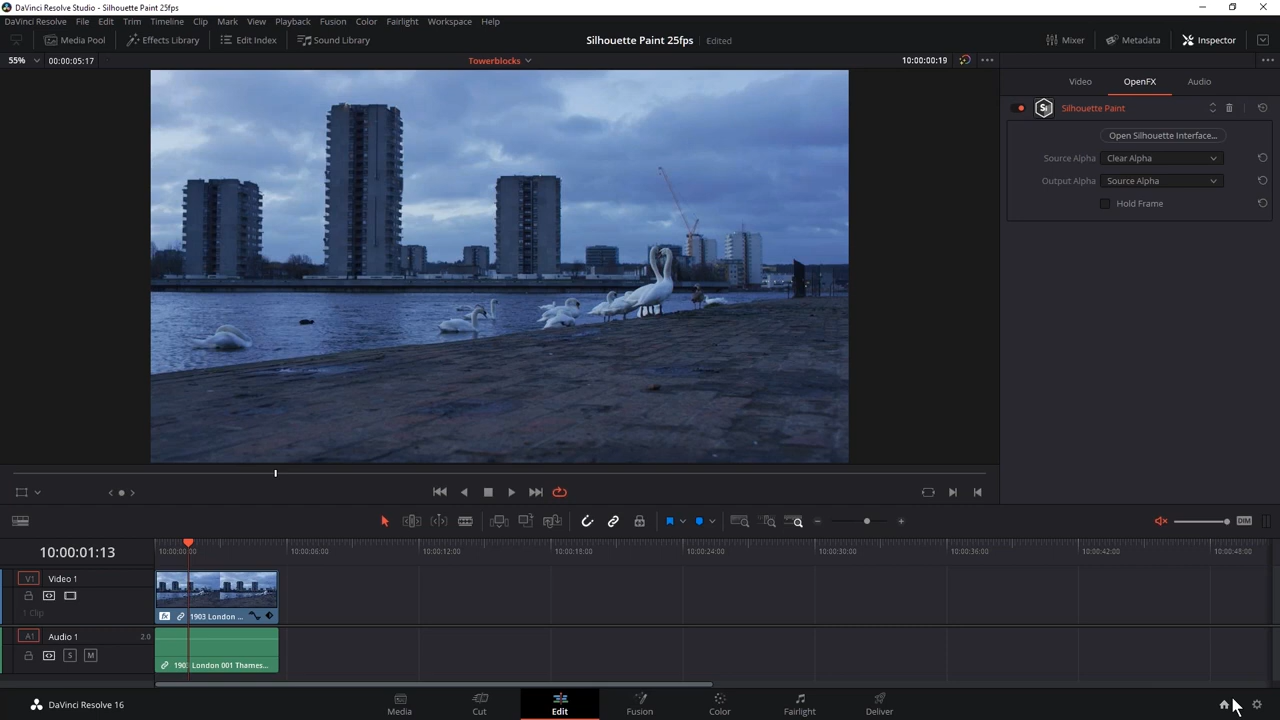 DaVinci Resolve Studio - Silhouette Paint 25fps
DaVinci Resolve File Edit Trim Timeline Clip Mark View Playback Fusion Color Fairlight Workspace Help
Media Pool Effects Library Edit Index Sound Library Silhouette Paint 25fps Edited Mixer Metadata Inspector
55% 00:00:05:17 Towerblocks 10:00:00:19
Video OpenFX Audio
Silhouette Paint
Open Silhouette Interface...
Source Alpha Clear Alpha
Output Alpha Source Alpha
Hold Frame
DIM
10:00:01:13 10:00:00:00 10:00:06:00 10:00:12:00 10:00:18:00 10:00:24:00 10:00:30:00 10:00:36:00 10:00:42:00 10:00:48:00
V1 Video 1
1 Clip
fx 1903 London ...
A1 Audio 1 2.0
S M
London 001 Thames...
DaVinci Resolve 16 Media Cut Edit Fusion Color Fairlight Deliver